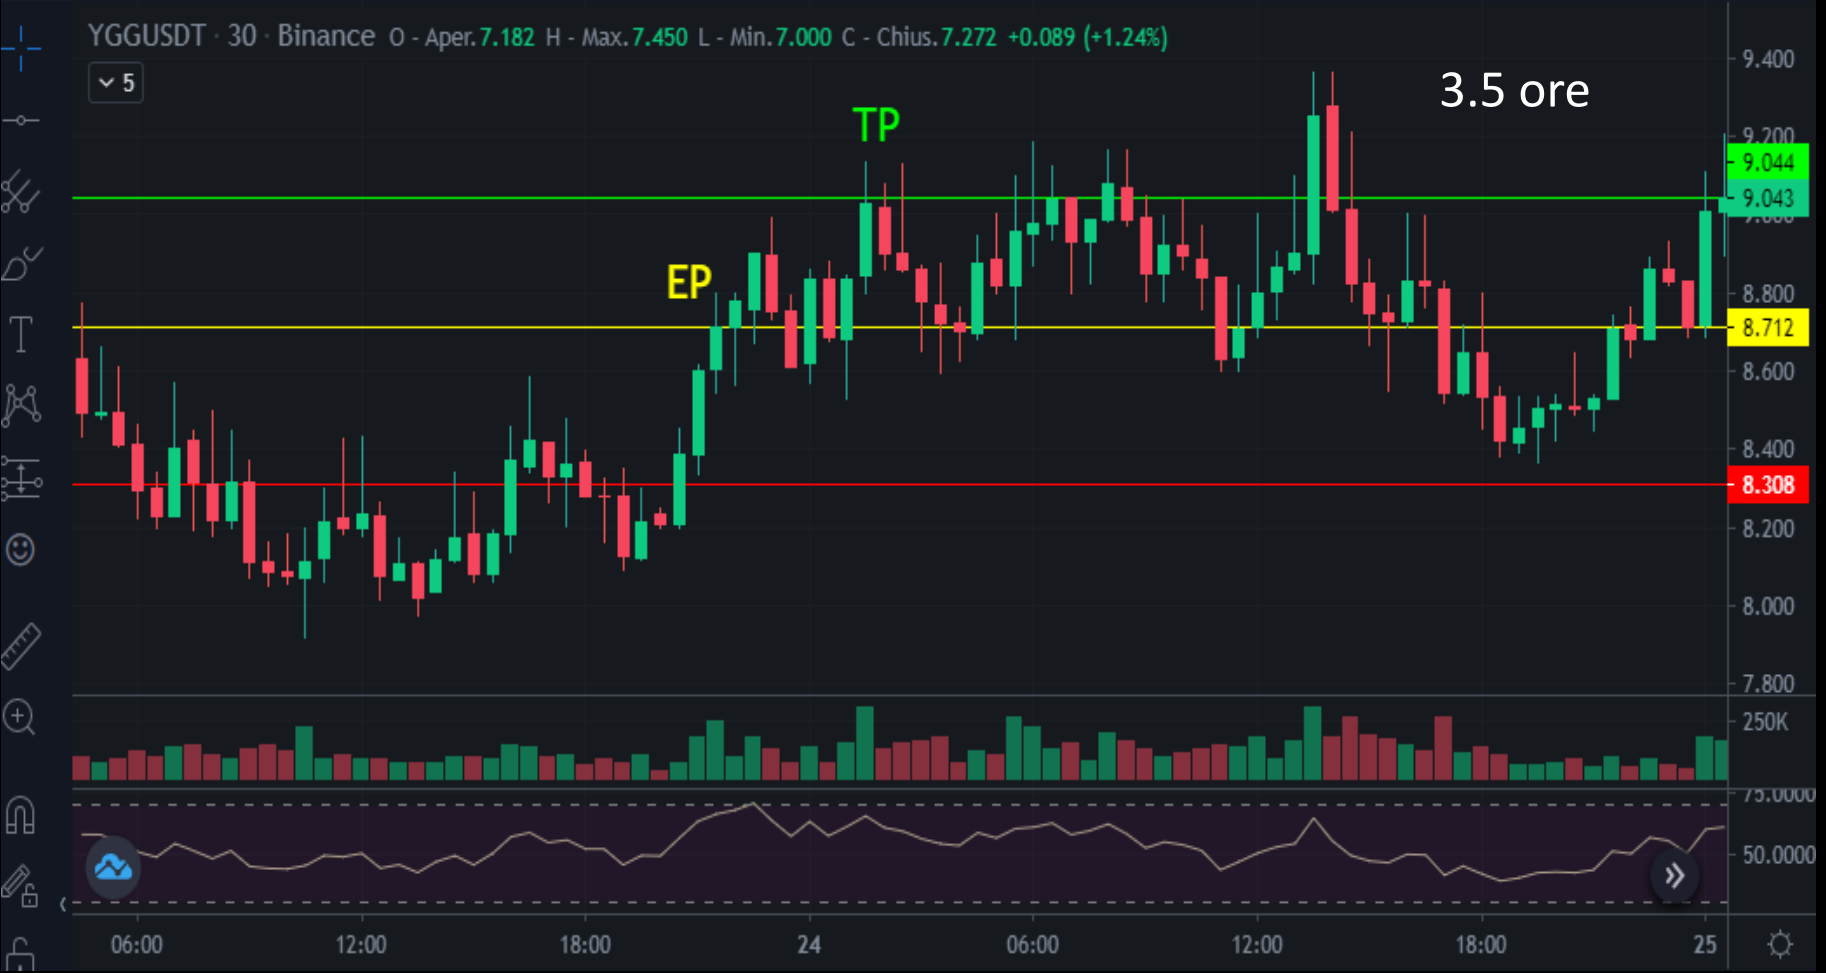 YGGUSDT · 30 · Binance O - Aper.7.182 H - Max.7.450 L - Min.7.000 C - Chius.7.272 +0.089 (+1.24%)
5
3.5 ore
TP
EP
9.400
9.200
9.044
9.043
9.000
8.800
8.712
8.600
8.400
8.308
8.200
8.000
7.800
250K
75.0000
50.0000
06:00 12:00 18:00 24 06:00 12:00 18:00 25